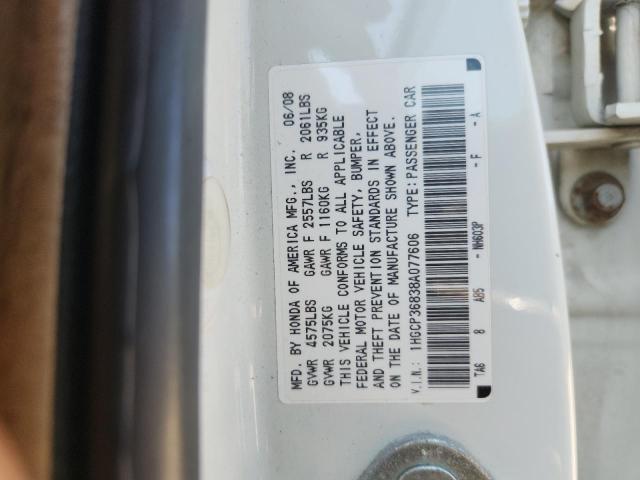 MFD. BY HONDA OF AMERICA MFG., INC. 06/08
GVWR 4575LBS GAWR F 2557LBS R 2061LBS
GVWR 2075KG GAWR F 1160KG R 935KG
THIS VEHICLE CONFORMS TO ALL APPLICABLE
FEDERAL MOTOR VEHICLE SAFETY, BUMPER,
AND THEFT PREVENTION STANDARDS IN EFFECT
ON THE DATE OF MANUFACTURE SHOWN ABOVE.
V.I.N.: 1HGCP36838A077606 TYPE: PASSENGER CAR
TA6 8 AB5 - NH603P - F - A